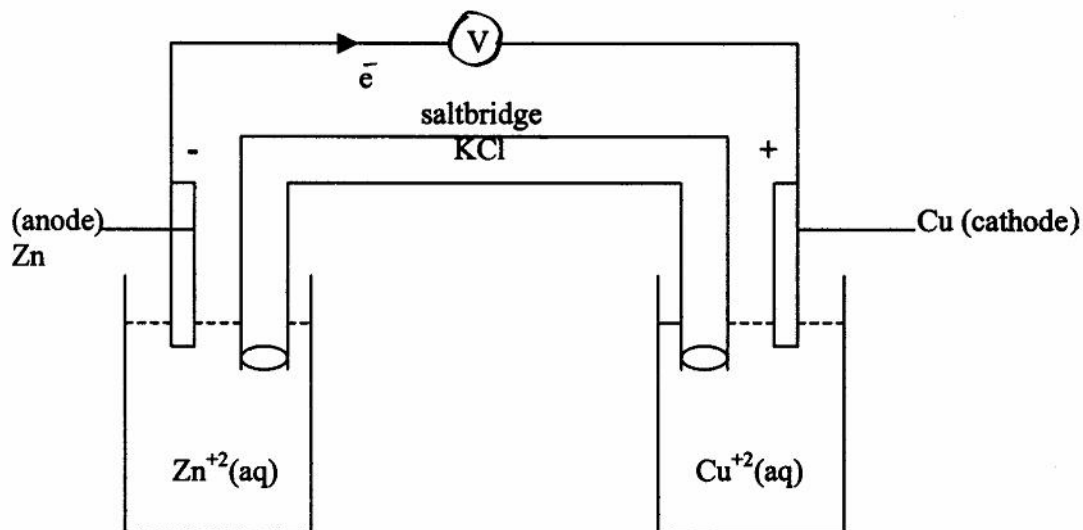 V
e⁻
saltbridge
KCl
-
+
(anode)
Zn
Cu (cathode)
Zn⁺²(aq)
Cu⁺²(aq)